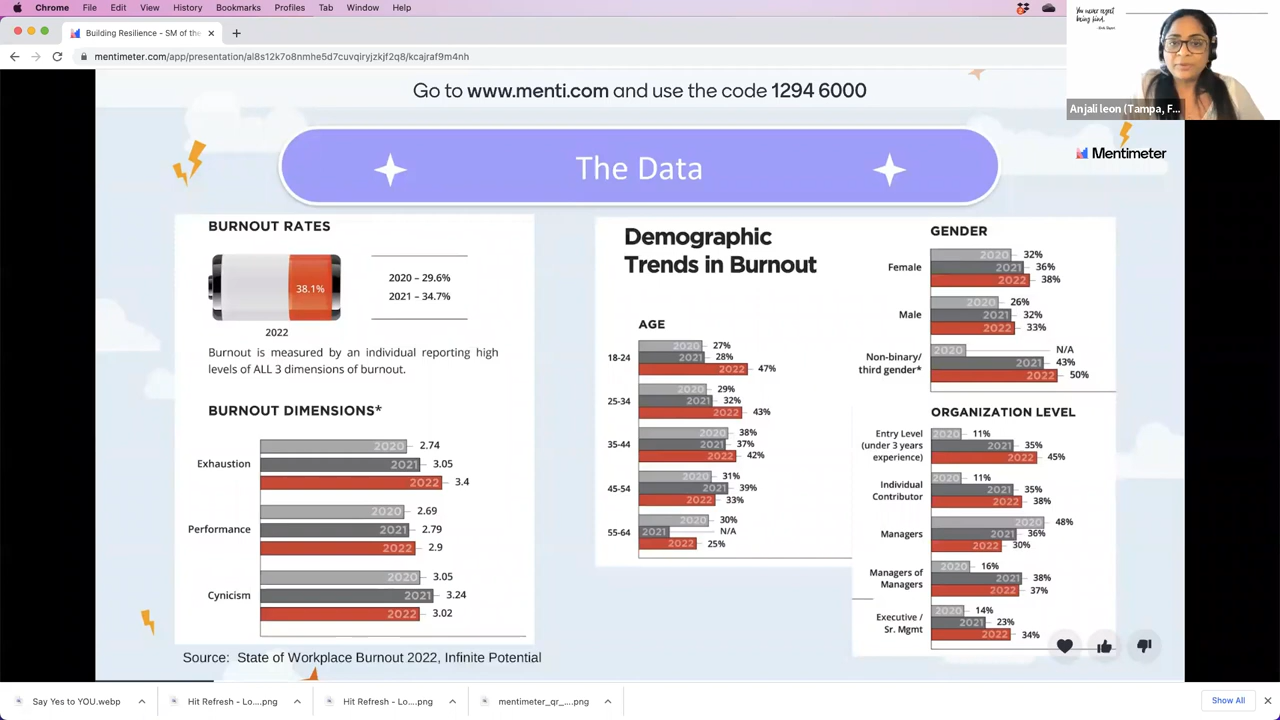 Chrome File Edit View History Bookmarks Profiles Tab Window Help
Building Resilience - SM of the
mentimeter.com/app/presentation/al8s12k7o8nmhe5d7cuvqiryjzkjf2q8/kcajraf9m4nh
You never regret
being kind.
Anjali leon (Tampa, F...
Go to www.menti.com and use the code 1294 6000
Mentimeter
The Data
BURNOUT RATES
38.1%
2022
2020 – 29.6%
2021 – 34.7%
Burnout is measured by an individual reporting high
levels of ALL 3 dimensions of burnout.
BURNOUT DIMENSIONS*
Exhaustion
2020 2.74
2021 3.05
2022 3.4
Performance
2020 2.69
2021 2.79
2022 2.9
Cynicism
2020 3.05
2021 3.24
2022 3.02
Demographic
Trends in Burnout
AGE
18-24
2020 27%
2021 28%
2022 47%
25-34
2020 29%
2021 32%
2022 43%
35-44
2020 38%
2021 37%
2022 42%
45-54
2020 31%
2021 39%
2022 33%
55-64
2020 30%
2021 N/A
2022 25%
GENDER
Female
2020 32%
2021 36%
2022 38%
Male
2020 26%
2021 32%
2022 33%
Non-binary/
third gender*
2020 N/A
2021 43%
2022 50%
ORGANIZATION LEVEL
Entry Level
(under 3 years
experience)
2020 11%
2021 35%
2022 45%
Individual
Contributor
2020 11%
2021 35%
2022 38%
Managers
2020 48%
2021 36%
2022 30%
Managers of
Managers
2020 16%
2021 38%
2022 37%
Executive /
Sr. Mgmt
2020 14%
2021 23%
2022 34%
Source: State of Workplace Burnout 2022, Infinite Potential
Say Yes to YOU.webp
Hit Refresh - Lo....png
Hit Refresh - Lo....png
Show All